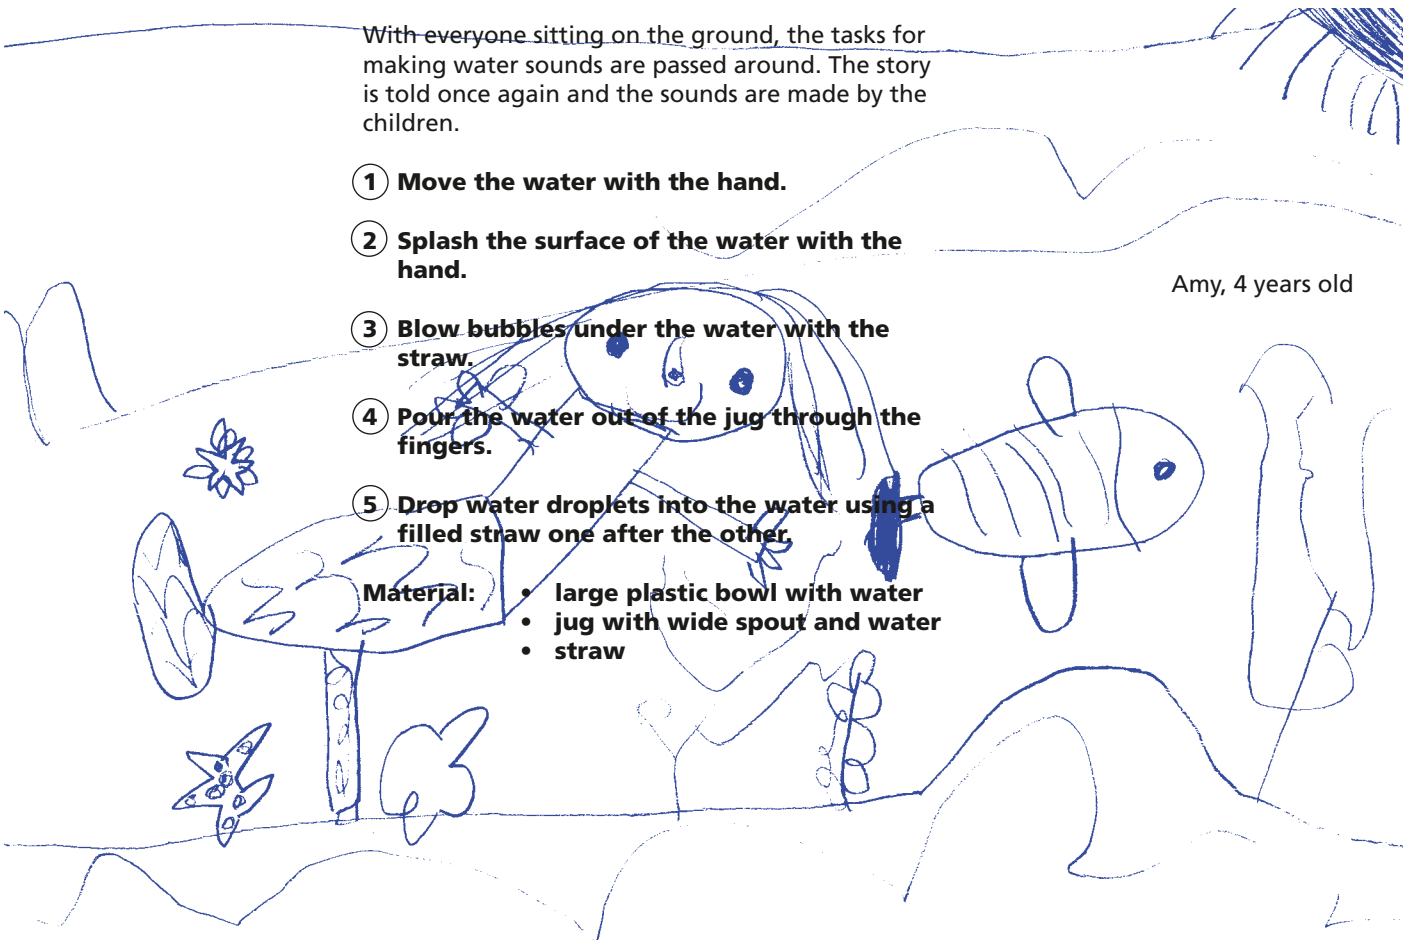 With everyone sitting on the ground, the tasks for
making water sounds are passed around. The story
is told once again and the sounds are made by the
children.
1 Move the water with the hand.
2 Splash the surface of the water with the
hand.
Amy, 4 years old
3 Blow bubbles under the water with the
straw.
4 Pour the water out of the jug through the
fingers.
5 Drop water droplets into the water using a
filled straw one after the other.
Material: • large plastic bowl with water
• jug with wide spout and water
• straw